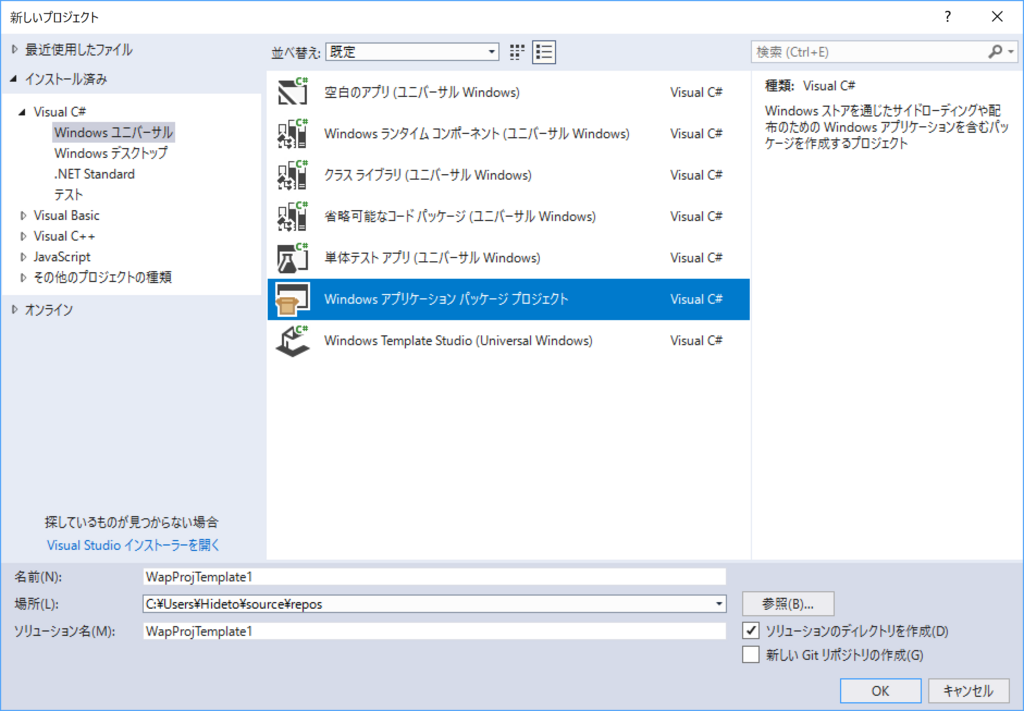 新しいプロジェクト
?
最近使用したファイル
インストール済み
Visual C#
Windows ユニバーサル
Windows デスクトップ
.NET Standard
テスト
Visual Basic
Visual C++
JavaScript
その他のプロジェクトの種類
オンライン
探しているものが見つからない場合
Visual Studio インストーラーを開く
並べ替え: 既定
検索 (Ctrl+E)
C# 空白のアプリ (ユニバーサル Windows) Visual C#
C# Windows ランタイム コンポーネント (ユニバーサル Windows) Visual C#
C# クラス ライブラリ (ユニバーサル Windows) Visual C#
C# 省略可能なコード パッケージ (ユニバーサル Windows) Visual C#
C# 単体テスト アプリ (ユニバーサル Windows) Visual C#
Windows アプリケーション パッケージ プロジェクト Visual C#
C# Windows Template Studio (Universal Windows) Visual C#
種類: Visual C#
Windows ストアを通じたサイドローディングや配
布のための Windows アプリケーションを含むパッ
ケージを作成するプロジェクト
名前(N): WapProjTemplate1
場所(L): C:¥Users¥Hideto¥source¥repos 参照(B)...
ソリューション名(M): WapProjTemplate1 ソリューションのディレクトリを作成(D)
新しい Git リポジトリの作成(G)
OK キャンセル